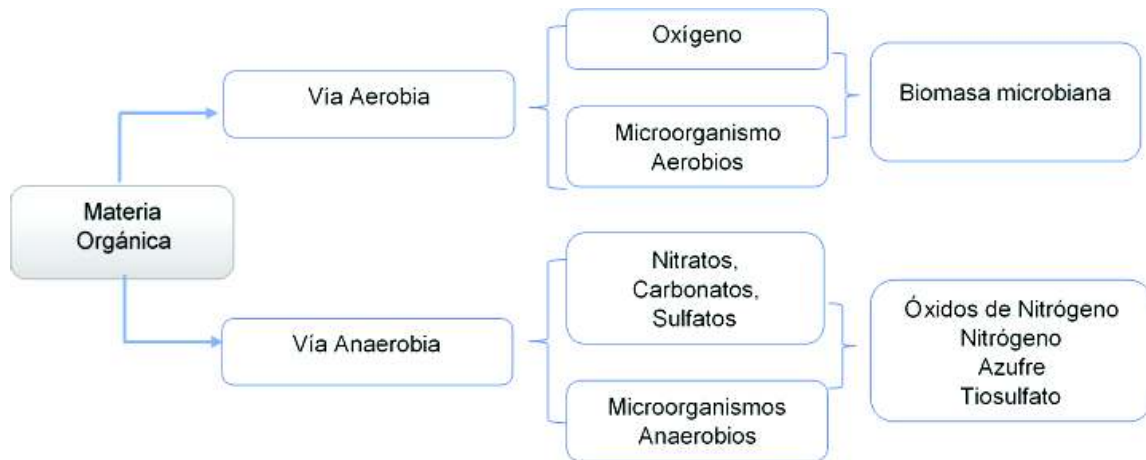 Materia
Orgánica
Vía Aerobia
Oxígeno
Microorganismo
Aerobios
Biomasa microbiana
Vía Anaerobia
Nitratos,
Carbonatos,
Sulfatos
Microorganismos
Anaerobios
Óxidos de Nitrógeno
Nitrógeno
Azufre
Tiosulfato